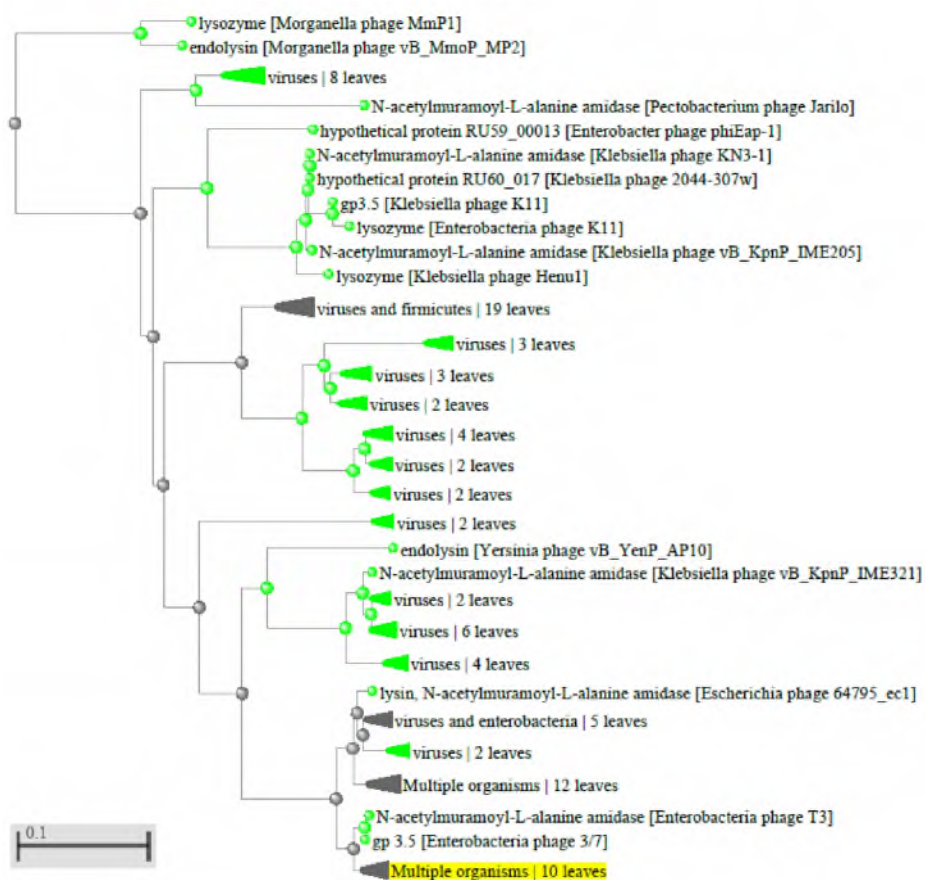 lysozyme [Morganella phage MmP1]
endolysin [Morganella phage vB_MmoP_MP2]
viruses | 8 leaves
N-acetylmuramoyl-L-alanine amidase [Pectobacterium phage Jarilo]
hypothetical protein RU59_00013 [Enterobacter phage phiEap-1]
N-acetylmuramoyl-L-alanine amidase [Klebsiella phage KN3-1]
hypothetical protein RU60_017 [Klebsiella phage 2044-307w]
gp3.5 [Klebsiella phage K11]
lysozyme [Enterobacteria phage K11]
N-acetylmuramoyl-L-alanine amidase [Klebsiella phage vB_KpnP_IME205]
lysozyme [Klebsiella phage Henu1]
viruses and firmicutes | 19 leaves
viruses | 3 leaves
viruses | 3 leaves
viruses | 2 leaves
viruses | 4 leaves
viruses | 2 leaves
viruses | 2 leaves
viruses | 2 leaves
endolysin [Yersinia phage vB_YenP_AP10]
N-acetylmuramoyl-L-alanine amidase [Klebsiella phage vB_KpnP_IME321]
viruses | 2 leaves
viruses | 6 leaves
viruses | 4 leaves
lysin, N-acetylmuramoyl-L-alanine amidase [Escherichia phage 64795_ec1]
viruses and enterobacteria | 5 leaves
viruses | 2 leaves
Multiple organisms | 12 leaves
N-acetylmuramoyl-L-alanine amidase [Enterobacteria phage T3]
0.1
gp 3.5 [Enterobacteria phage 3/7]
Multiple organisms | 10 leaves